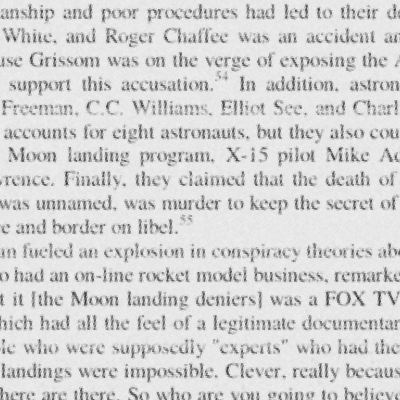 anship and poor procedures had led to their de
White, and Roger Chaffee was an accident an
use Grissom was on the verge of exposing the A
support this accusation.54 In addition, astron
Freeman, C.C. Williams, Elliot See, and Charl
accounts for eight astronauts, but they also cou
Moon landing program, X-15 pilot Mike Ad
wrence. Finally, they claimed that the death of
was unnamed, was murder to keep the secret of
e and border on libel.55
an fueled an explosion in conspiracy theories abo
o had an on-line rocket model business, remarke
t it [the Moon landing deniers] was a FOX TV
hich had all the feel of a legitimate documentar
ple who were supposedly "experts" who had the
landings were impossible. Clever, really becaus
here are there. So who are you going to believe